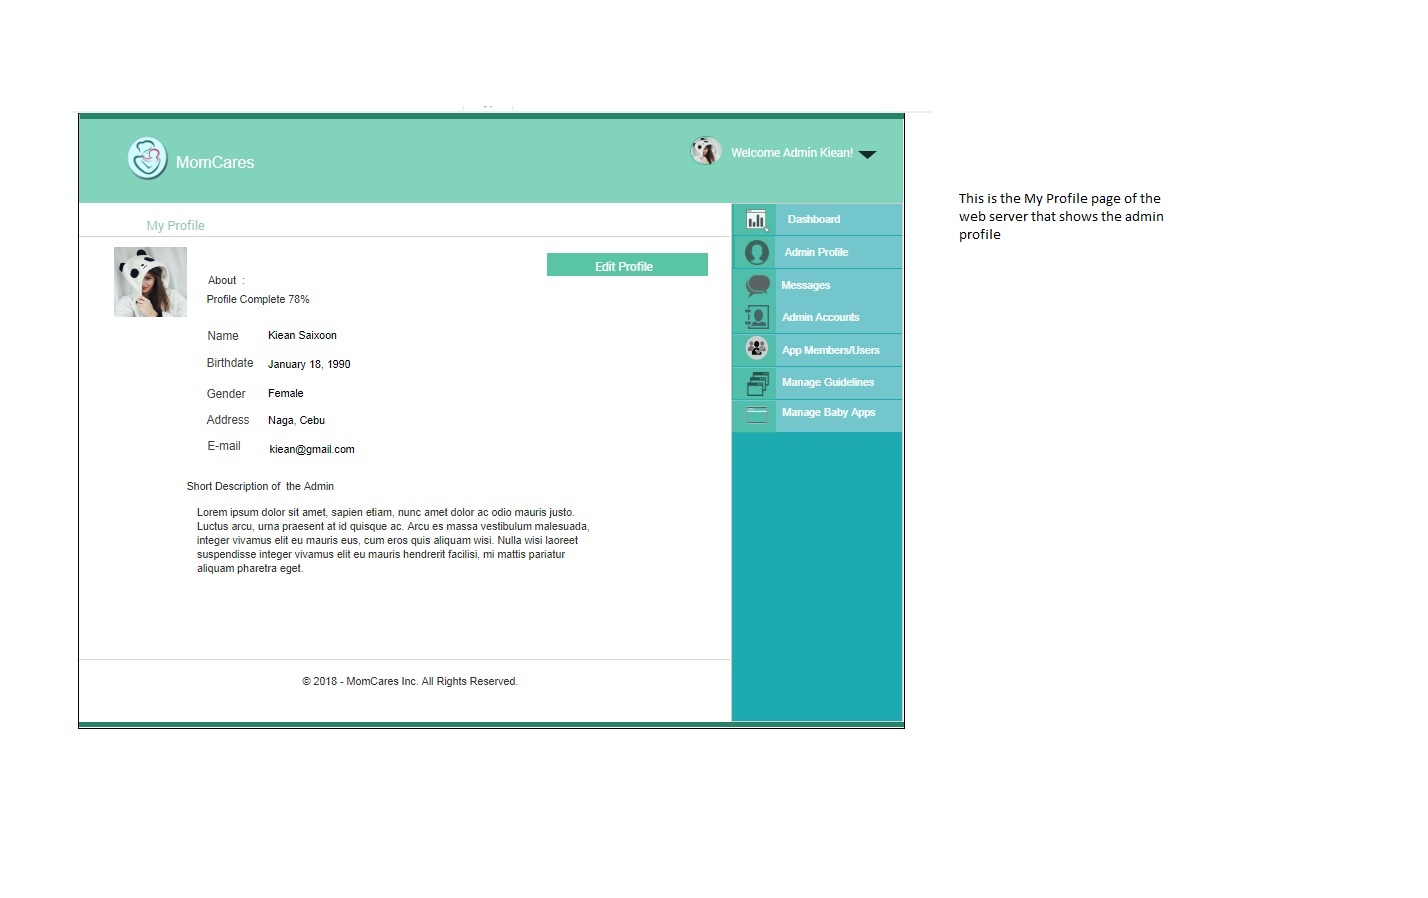 MomCares
Welcome Admin Kiean!
My Profile
Edit Profile
About  :
Profile Complete 78%
Name Kiean Saixoon
Birthdate January 18, 1990
Gender Female
Address Naga, Cebu
E-mail kiean@gmail.com
Short Description of  the Admin
Lorem ipsum dolor sit amet, sapien etiam, nunc amet dolor ac odio mauris justo.
Luctus arcu, urna praesent at id quisque ac. Arcu es massa vestibulum malesuada,
integer vivamus elit eu mauris eus, cum eros quis aliquam wisi. Nulla wisi laoreet
suspendisse integer vivamus elit eu mauris hendrerit facilisi, mi mattis pariatur
aliquam pharetra eget.
© 2018 - MomCares Inc. All Rights Reserved.
Dashboard
Admin Profile
Messages
Admin Accounts
App Members/Users
Manage Guidelines
Manage Baby Apps
This is the My Profile page of the
web server that shows the admin
profile